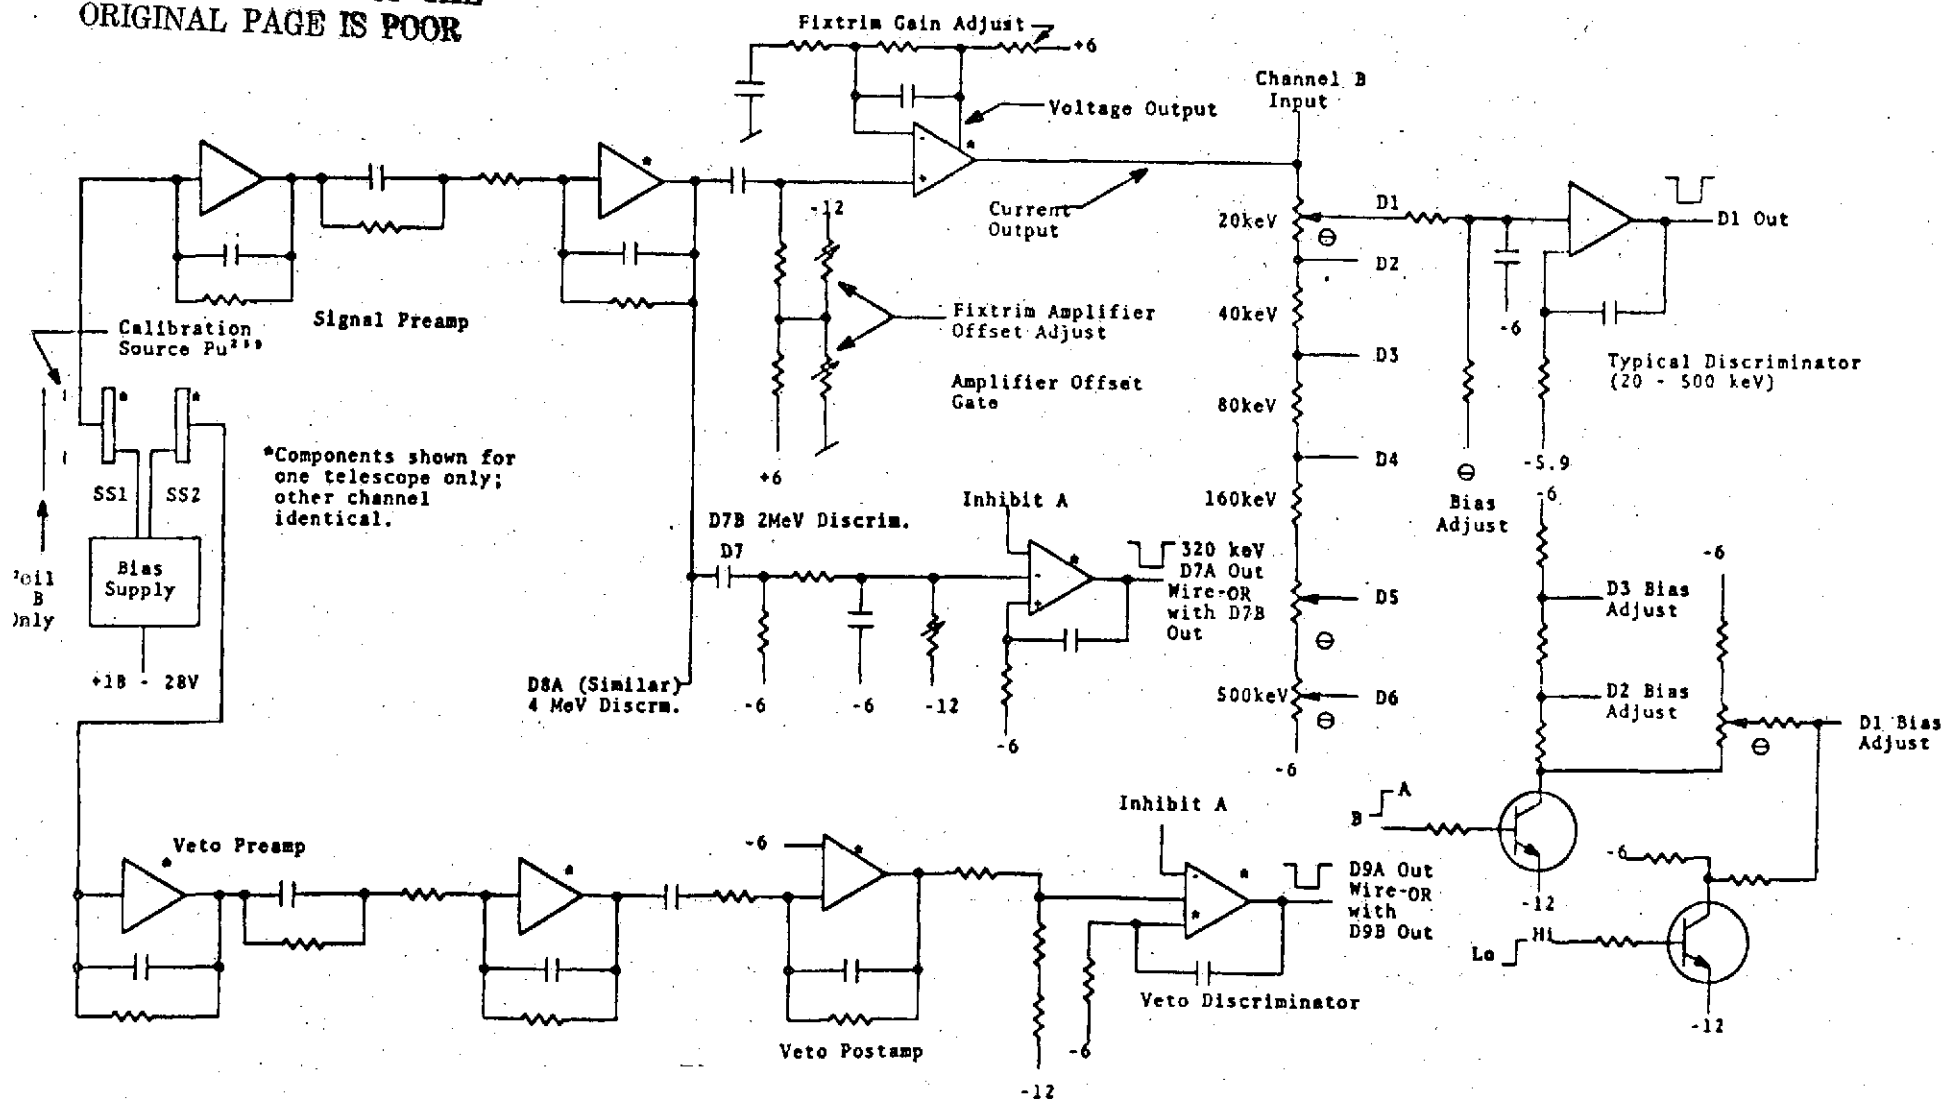 ORIGINAL PAGE IS POOR
Fixtrim Gain Adjust
+6
Channel B
Input
Voltage Output
*
*
-
*
+
-12
Current
Output
20keV
D1
⊖
D2
-
D1 Out
Signal Preamp
Calibration
Source Pu²³⁹
Fixtrim Amplifier
Offset Adjust
Amplifier Offset
Gate
40keV
D3
-6
Typical Discriminator
(20 - 500 keV)
80keV
D4
⊖
Bias
Adjust
-5.9
-6
*
*
SS1
SS2
*Components shown for
one telescope only;
other channel
identical.
+6
Inhibit A
160keV
D7B 2MeV Discrim.
D7
*
-
+
320 keV
D7A Out
Wire-OR
with D7B
Out
D5
⊖
D3 Bias
Adjust
-6
Bias
Supply
B
+18 - 28V
D8A (Similar)
4 MeV Discrm.
-6
-6
-12
-6
500keV
D6
⊖
-6
D2 Bias
Adjust
D1 Bias
Adjust
⊖
Veto Preamp
*
*
-6
*
Inhibit A
-
*
*
D9A Out
Wire-OR
with
D9B Out
B
A
-12
-6
Lo
Hi
-12
Veto Discriminator
Veto Postamp
-6
-12